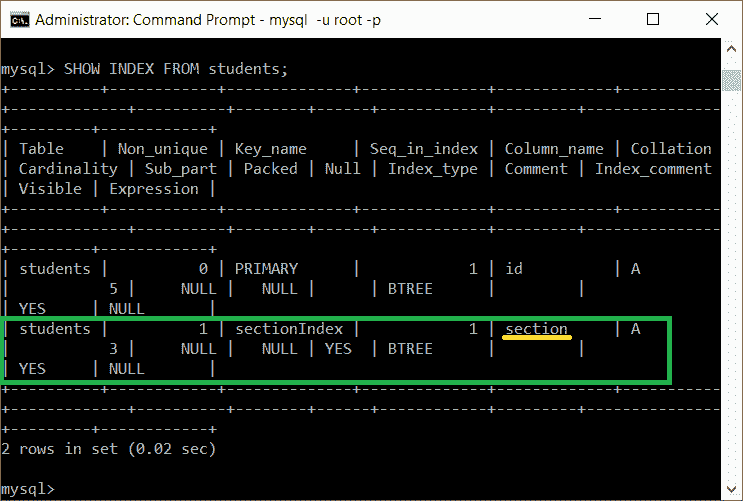 Administrator: Command Prompt - mysql  -u root -p
mysql> SHOW INDEX FROM students;
+----------+------------+--------------+--------------+-------------+-----------
+-------------+----------+--------+------+------------+---------+---------------
+---------+------------+
| Table    | Non_unique | Key_name     | Seq_in_index | Column_name | Collation
| Cardinality | Sub_part | Packed | Null | Index_type | Comment | Index_comment
| Visible | Expression |
+----------+------------+--------------+--------------+-------------+-----------
+-------------+----------+--------+------+------------+---------+---------------
+---------+------------+
| students |          0 | PRIMARY      |            1 | id          | A
|           5 |     NULL |   NULL |      | BTREE      |         |
| YES     | NULL       |
| students |          1 | sectionIndex |            1 | section     | A
|           3 |     NULL |   NULL | YES  | BTREE      |         |
| YES     | NULL       |
+----------+------------+--------------+--------------+-------------+-----------
+-------------+----------+--------+------+------------+---------+---------------
+---------+------------+
2 rows in set (0.02 sec)
mysql>